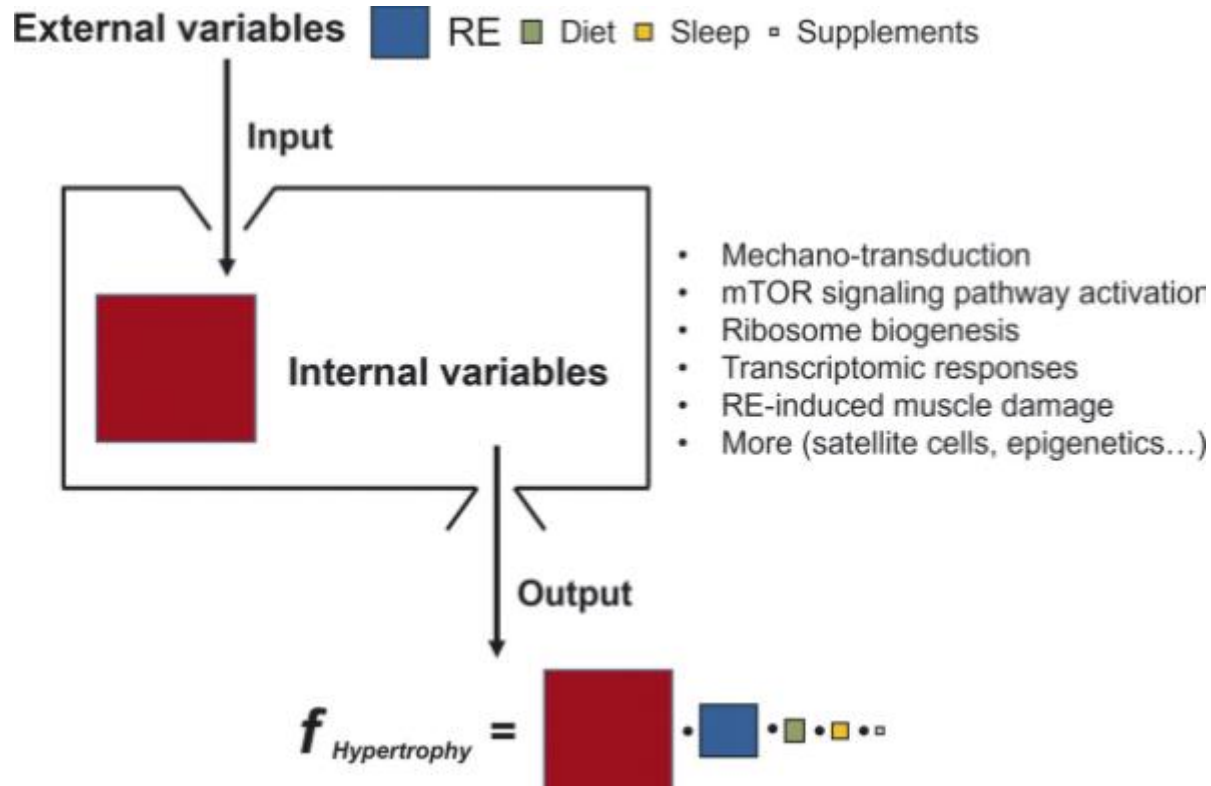 External variables RE Diet Sleep Supplements
Input
• Mechano-transduction
• mTOR signaling pathway activation
• Ribosome biogenesis
Internal variables
• Transcriptomic responses
• RE-induced muscle damage
• More (satellite cells, epigenetics…)
Output
f Hypertrophy = • • • •